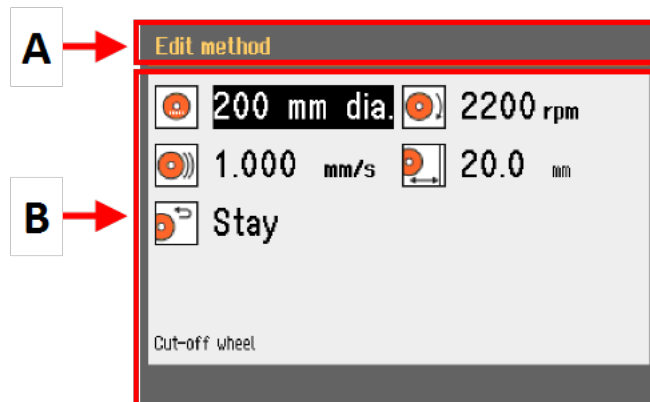 A
Edit method
200 mm dia. 2200 rpm
1.000 mm/s 20.0 mm
B
Stay
Cut-off wheel